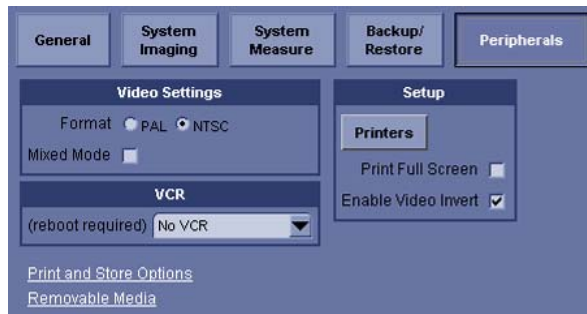 General
System Imaging
System Measure
Backup/ Restore
Peripherals
Video Settings
Format PAL NTSC
Mixed Mode
VCR
(reboot required) No VCR
Print and Store Options
Removable Media
Setup
Printers
Print Full Screen
Enable Video Invert